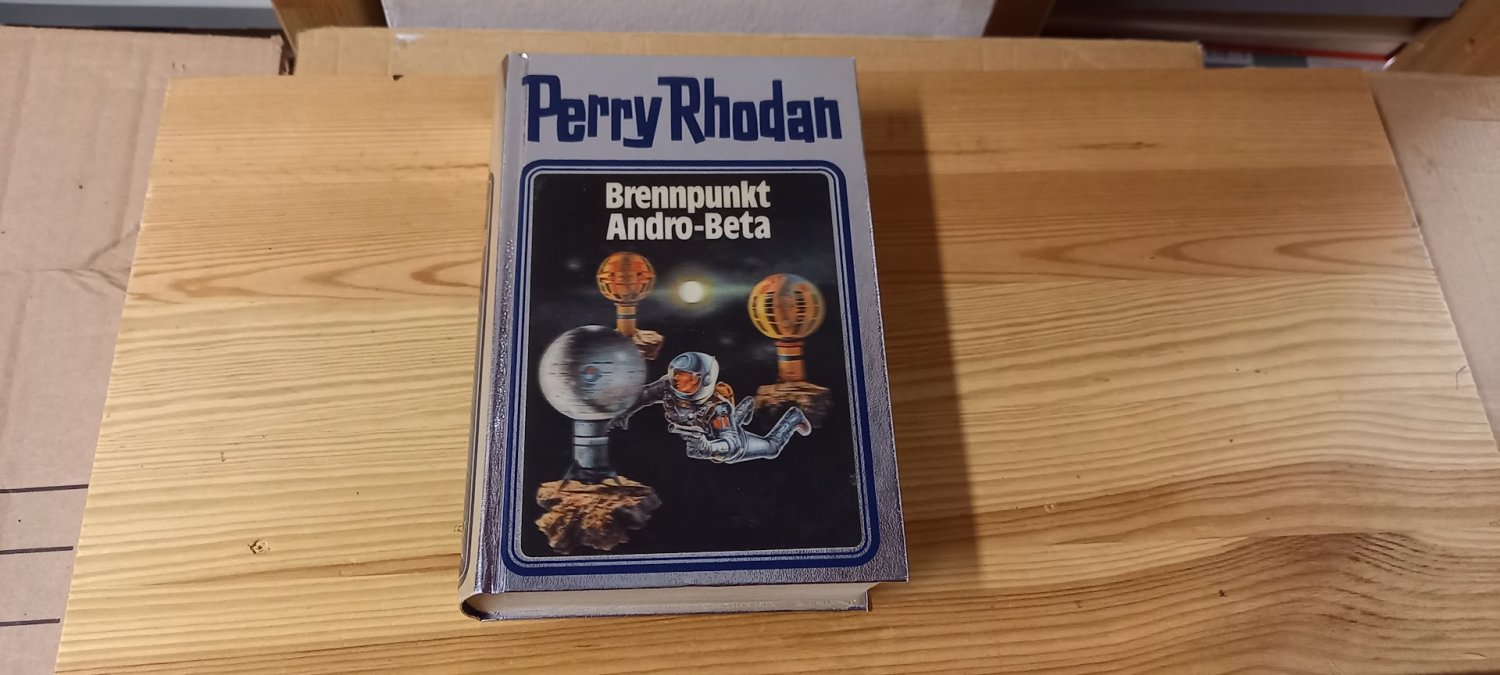 Perry Rhodan
Brennpunkt
Andro-Beta